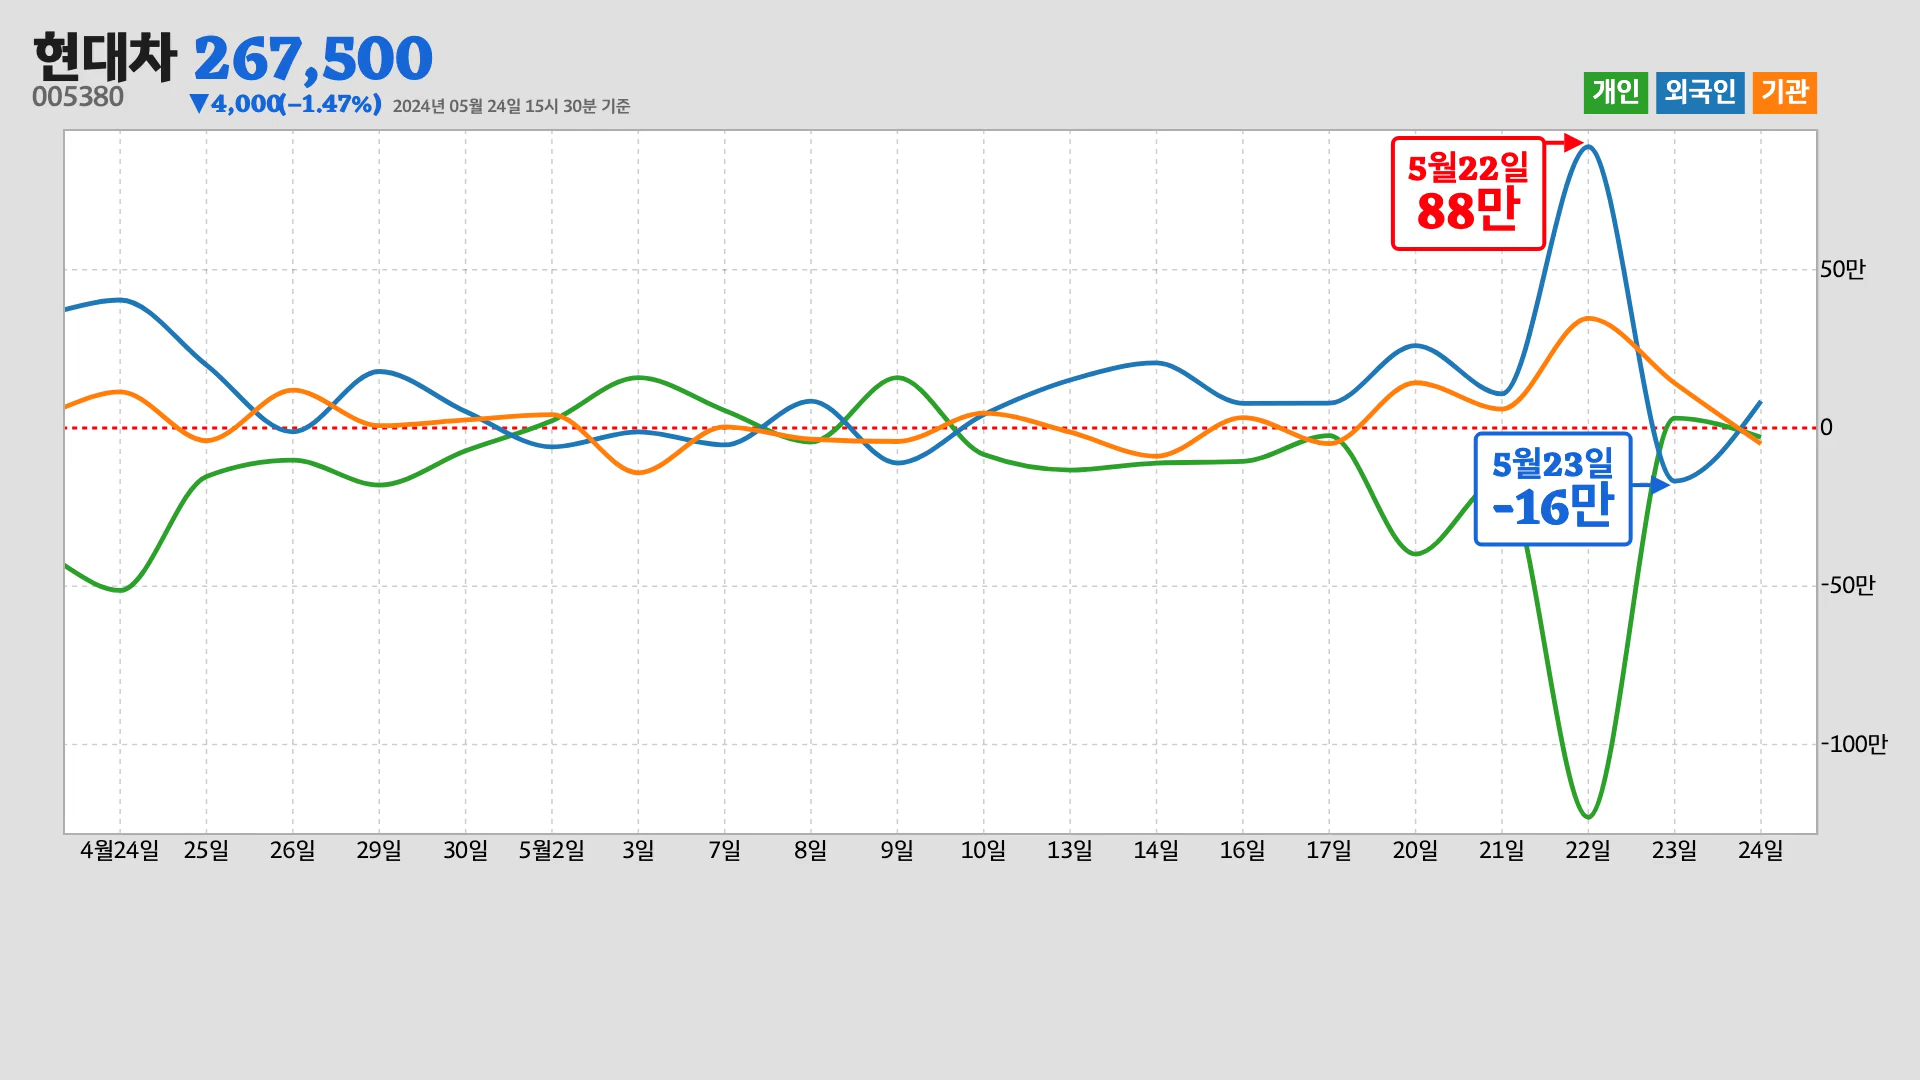 현대차 267,500
005380 ▼4,000(−1.47%) 2024년 05월 24일 15시 30분 기준
개인 외국인 기관
5월22일
88만
50만
0
5월23일
-16만
-50만
-100만
4월24일 25일 26일 29일 30일 5월2일 3일 7일 8일 9일 10일 13일 14일 16일 17일 20일 21일 22일 23일 24일